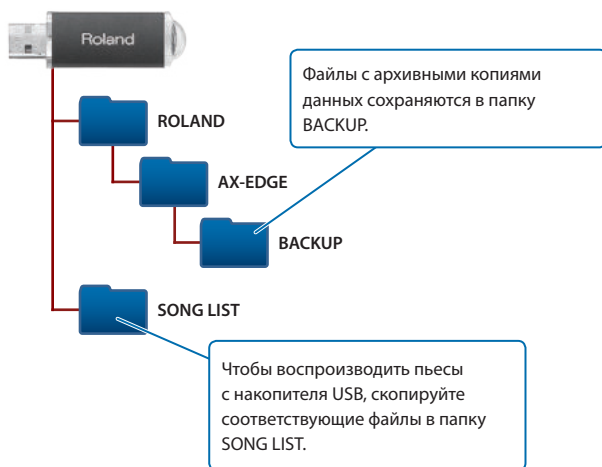 Roland
Файлы с архивными копиями
данных сохраняются в папку
BACKUP.
ROLAND
AX-EDGE
BACKUP
SONG LIST
Чтобы воспроизводить пьесы
с накопителя USB, скопируйте
соответствующие файлы в папку
SONG LIST.